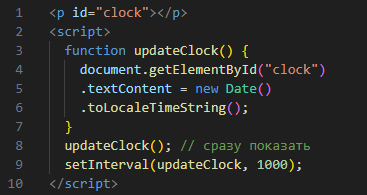 1 <p id="clock"></p>
2 <script>
3   function updateClock() {
4     document.getElementById("clock")
5     .textContent = new Date()
6     .toLocaleTimeString();
7   }
8   updateClock(); // сразу показать
9   setInterval(updateClock, 1000);
10 </script>